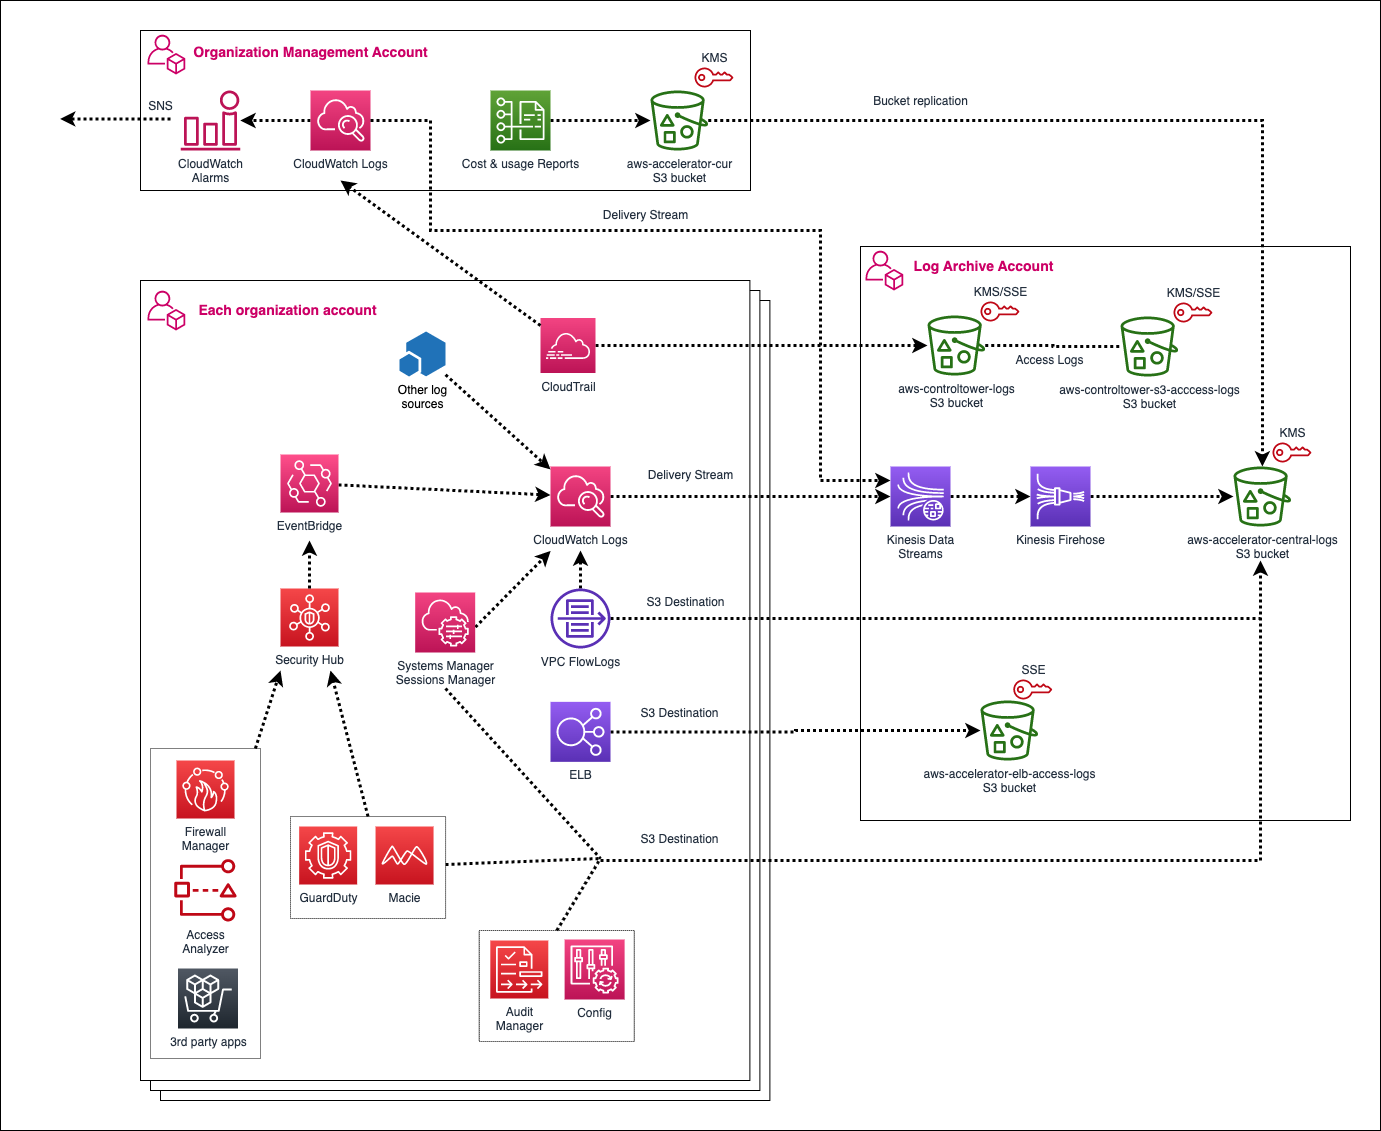 Organization Management Account
KMS
SNS
Bucket replication
CloudWatch
Alarms
CloudWatch Logs
Cost & usage Reports
aws-accelerator-cur
S3 bucket
Delivery Stream
Log Archive Account
KMS/SSE
KMS/SSE
Each organization account
Other log
sources
CloudTrail
Access Logs
aws-controltower-logs
S3 bucket
aws-controltower-s3-acccess-logs
S3 bucket
KMS
Delivery Stream
EventBridge
CloudWatch Logs
Kinesis Data
Streams
Kinesis Firehose
aws-accelerator-central-logs
S3 bucket
S3 Destination
Security Hub
Systems Manager
Sessions Manager
VPC FlowLogs
SSE
S3 Destination
ELB
aws-accelerator-elb-access-logs
S3 bucket
Firewall
Manager
S3 Destination
GuardDuty
Macie
Access
Analyzer
Audit
Manager
Config
3rd party apps